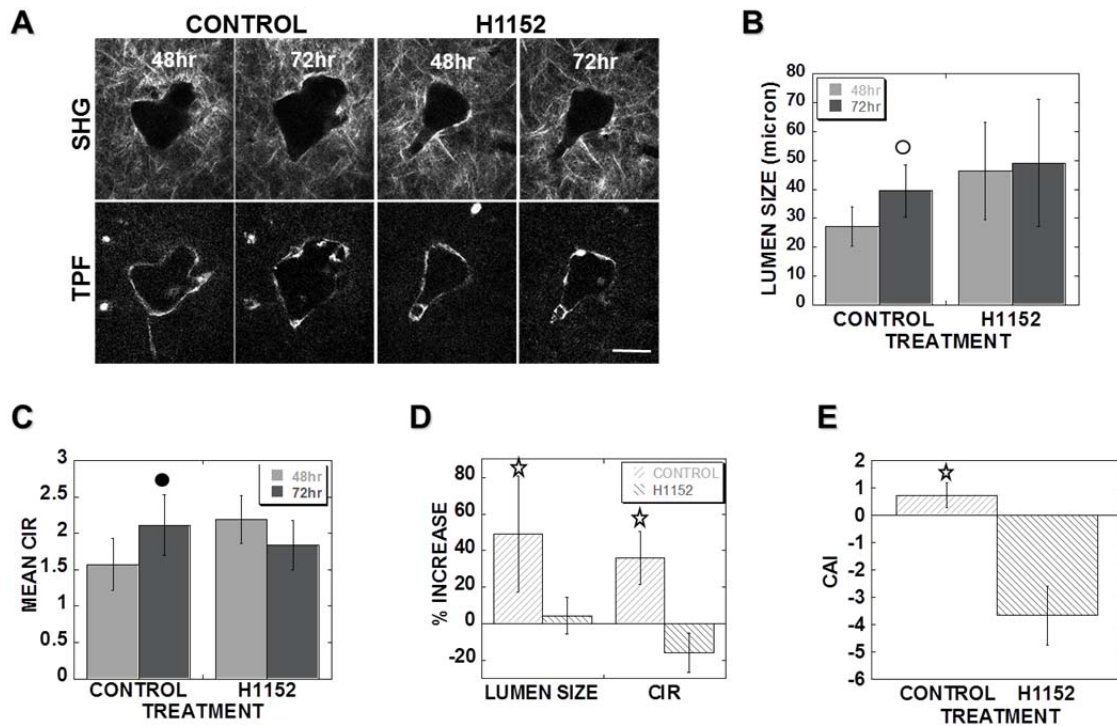 A
CONTROL H1152
48hr 72hr 48hr 72hr
SHG
TPF
B
LUMEN SIZE (micron)
80
70
60
50
40
30
20
10
0
48hr
72hr
CONTROL H1152
TREATMENT
C
MEAN CIR
3
2.5
2
1.5
1
0.5
0
48hr
72hr
CONTROL H1152
TREATMENT
D
% INCREASE
80
60
40
20
0
-20
CONTROL
H1152
LUMEN SIZE CIR
E
CAI
2
1
0
-1
-2
-3
-4
-5
-6
CONTROL H1152
TREATMENT